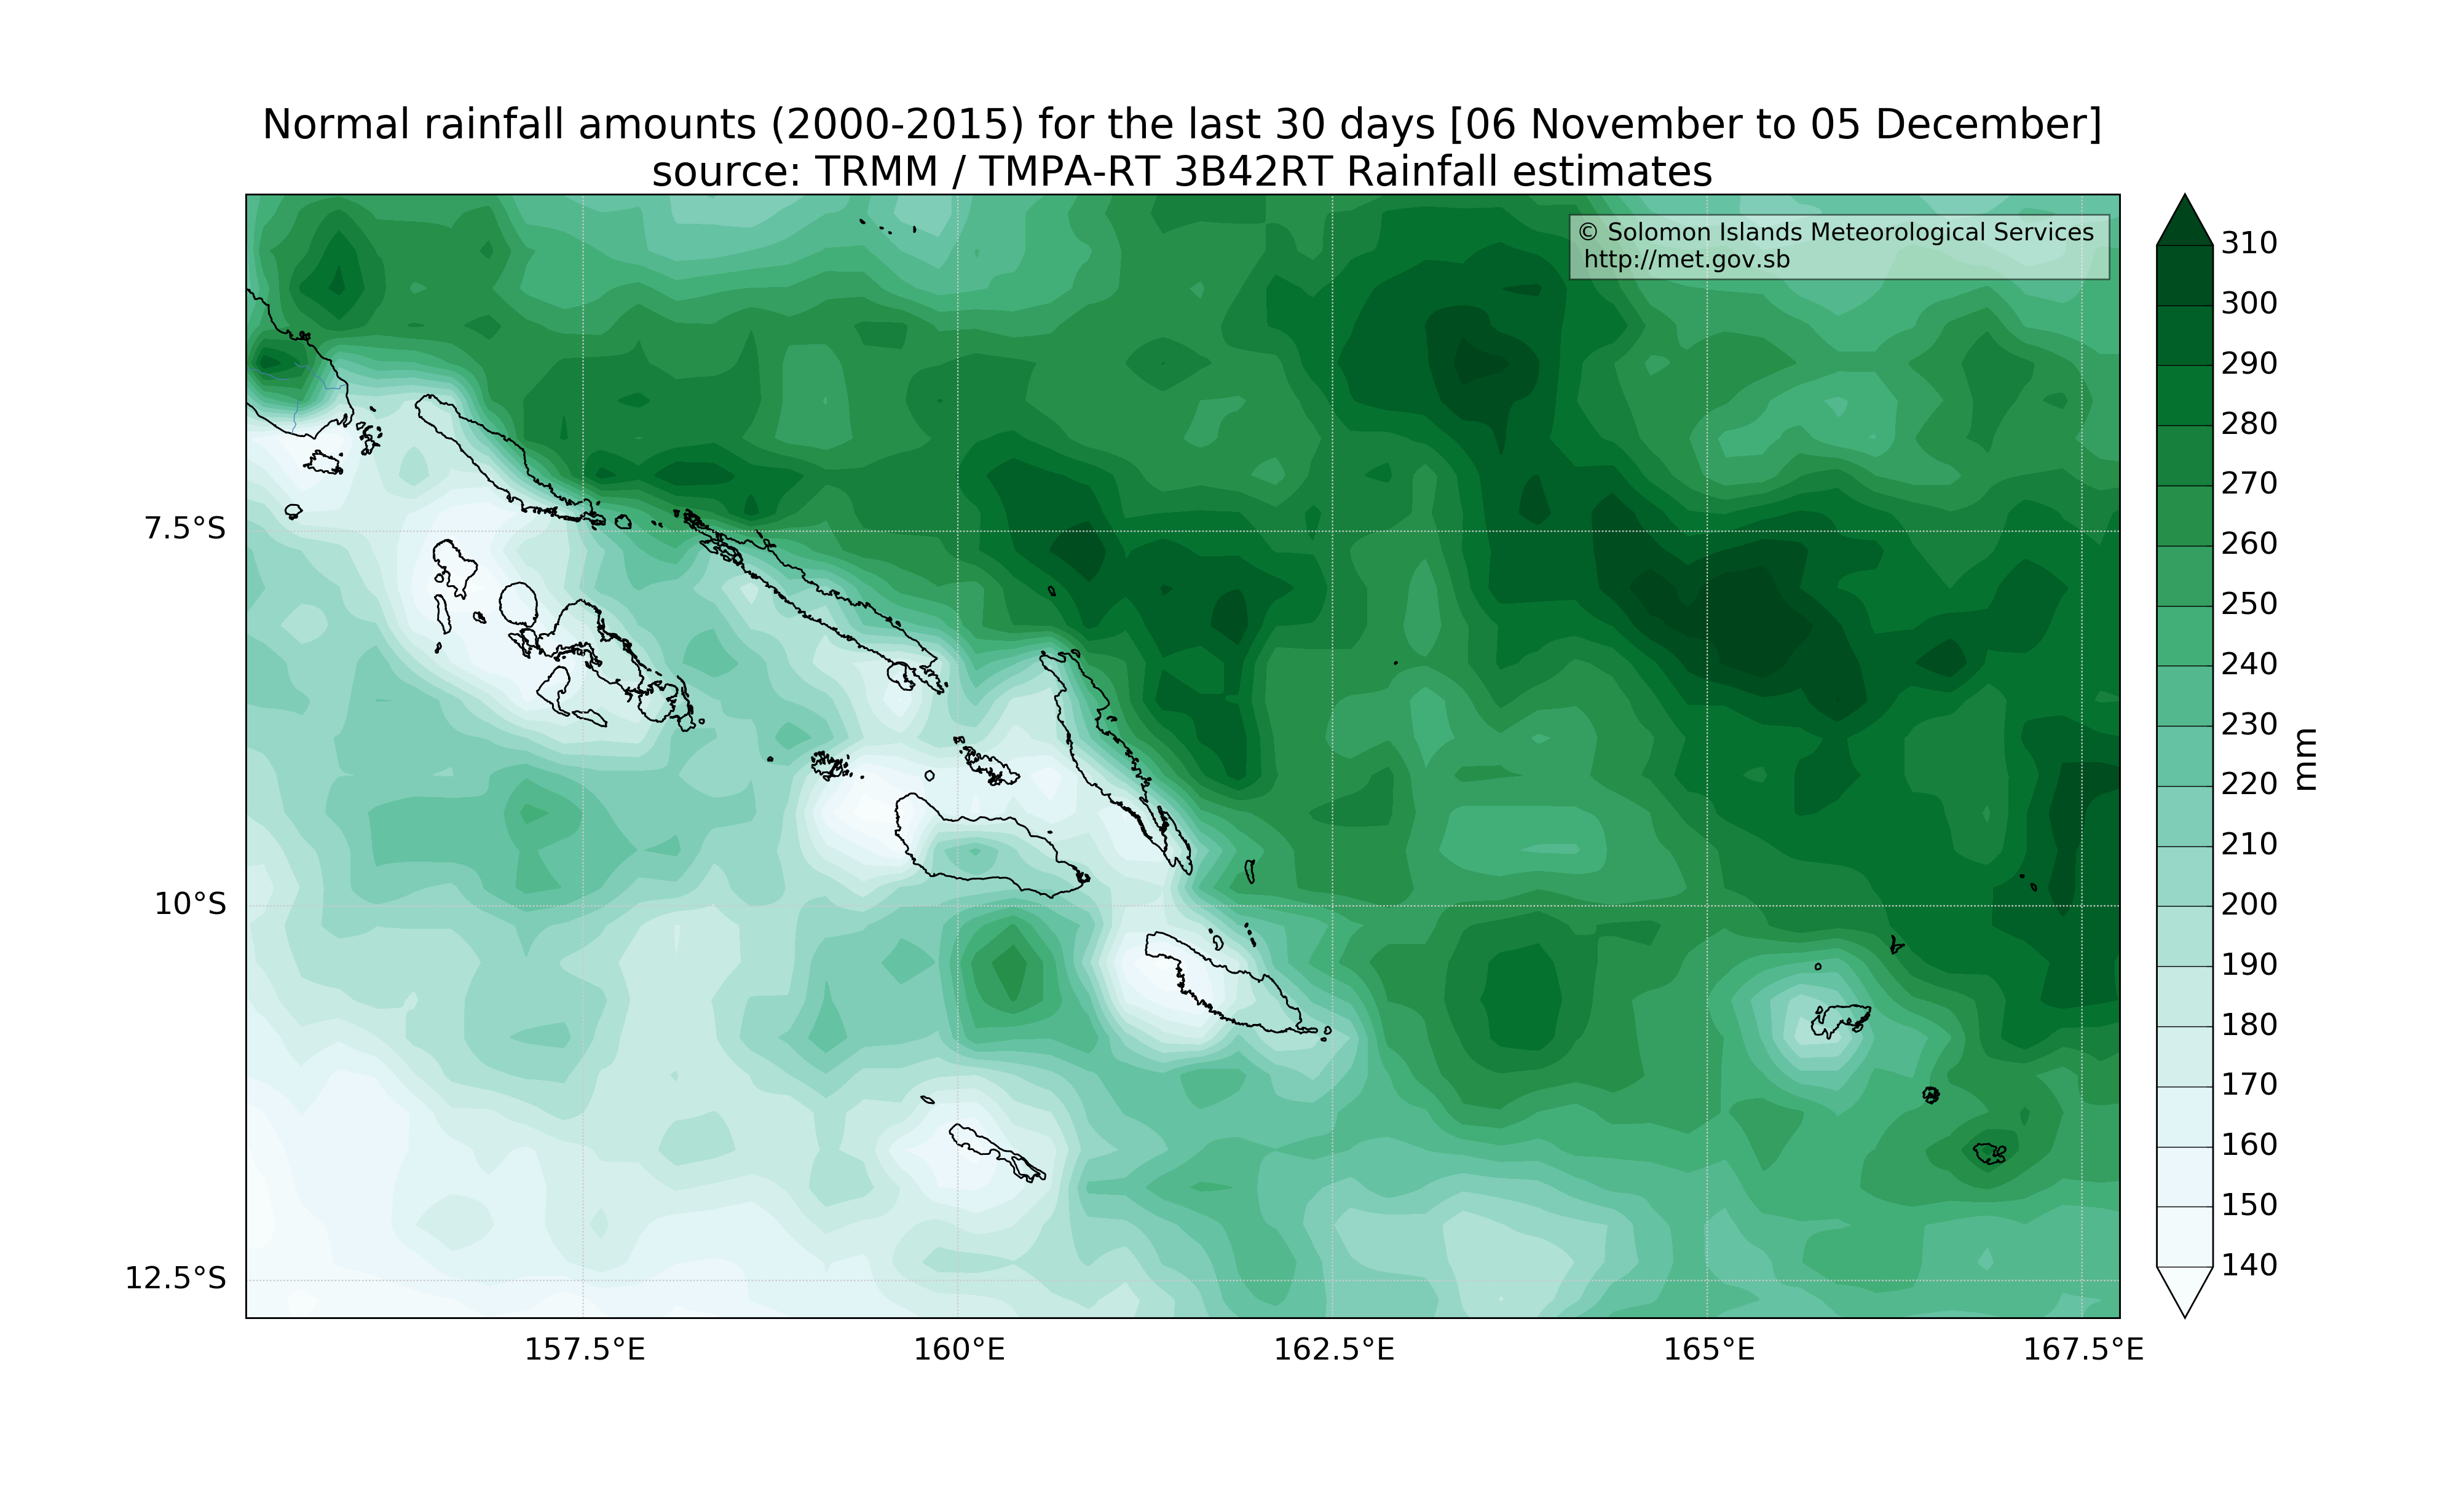 Normal rainfall amounts (2000-2015) for the last 30 days [06 November to 05 December]
source: TRMM / TMPA-RT 3B42RT Rainfall estimates
© Solomon Islands Meteorological Services
http://met.gov.sb
7.5°S
10°S
12.5°S
157.5°E
160°E
162.5°E
165°E
167.5°E
310
300
290
280
270
260
250
240
230
220
210
200
190
180
170
160
150
140
mm